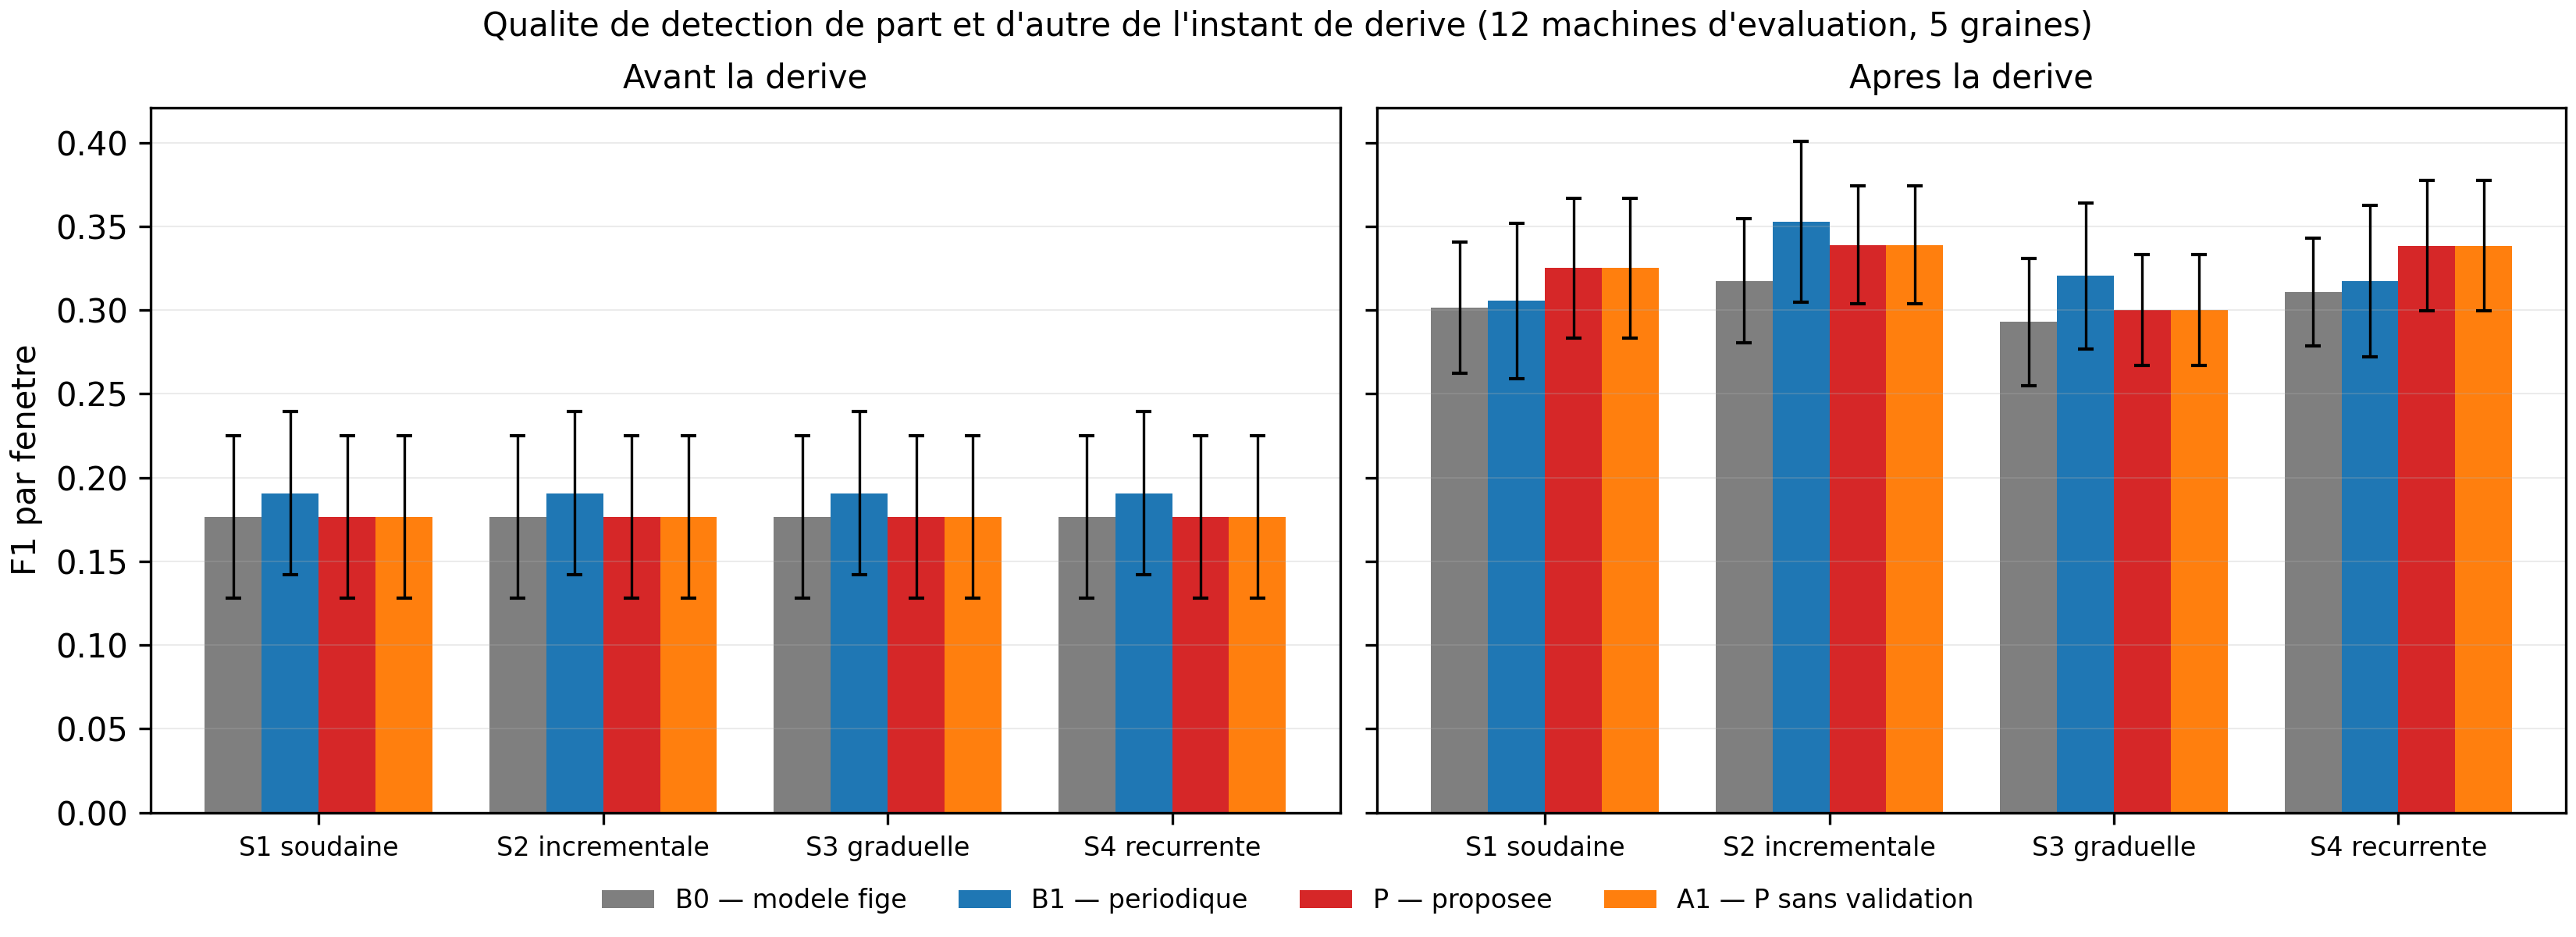 Qualite de detection de part et d'autre de l'instant de derive (12 machines d'evaluation, 5 graines)
Avant la derive
Apres la derive
F1 par fenetre
0.40
0.35
0.30
0.25
0.20
0.15
0.10
0.05
0.00
S1 soudaine S2 incrementale S3 graduelle S4 recurrente
S1 soudaine S2 incrementale S3 graduelle S4 recurrente
B0 — modele fige B1 — periodique P — proposee A1 — P sans validation